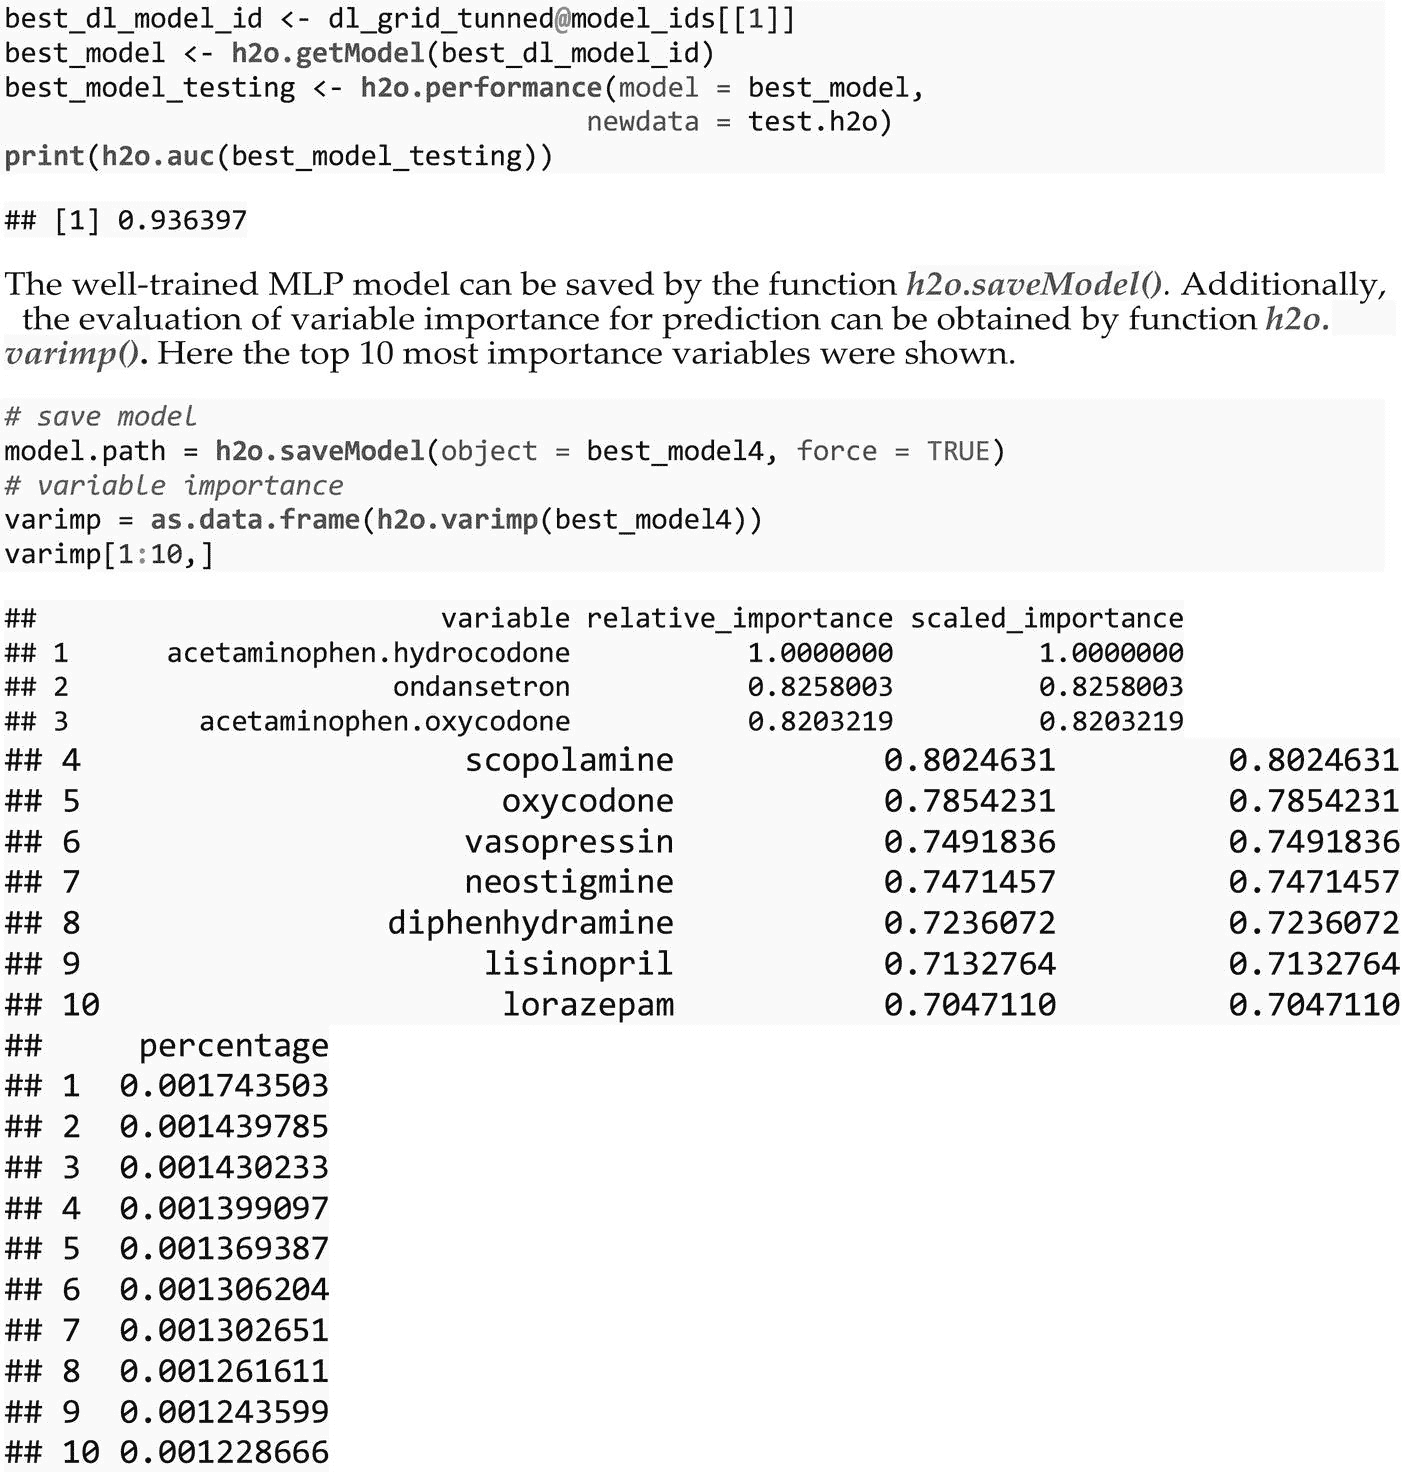 best_dl_model_id <- dl_grid_tunned@model_ids[[1]]
best_model <- h2o.getModel(best_dl_model_id)
best_model_testing <- h2o.performance(model = best_model,
                                    newdata = test.h2o)
print(h2o.auc(best_model_testing))
## [1] 0.936397
The well-trained MLP model can be saved by the function h2o.saveModel(). Additionally,
the evaluation of variable importance for prediction can be obtained by function h2o.
varimp(). Here the top 10 most importance variables were shown.
# save model
model.path = h2o.saveModel(object = best_model4, force = TRUE)
# variable importance
varimp = as.data.frame(h2o.varimp(best_model4))
varimp[1:10,]
##                         variable relative_importance scaled_importance
## 1      acetaminophen.hydrocodone           1.0000000         1.0000000
## 2                    ondansetron           0.8258003         0.8258003
## 3        acetaminophen.oxycodone           0.8203219         0.8203219
## 4                    scopolamine           0.8024631         0.8024631
## 5                      oxycodone           0.7854231         0.7854231
## 6                    vasopressin           0.7491836         0.7491836
## 7                    neostigmine           0.7471457         0.7471457
## 8                diphenhydramine           0.7236072         0.7236072
## 9                     lisinopril           0.7132764         0.7132764
## 10                     lorazepam           0.7047110         0.7047110
##     percentage
## 1  0.001743503
## 2  0.001439785
## 3  0.001430233
## 4  0.001399097
## 5  0.001369387
## 6  0.001306204
## 7  0.001302651
## 8  0.001261611
## 9  0.001243599
## 10 0.001228666